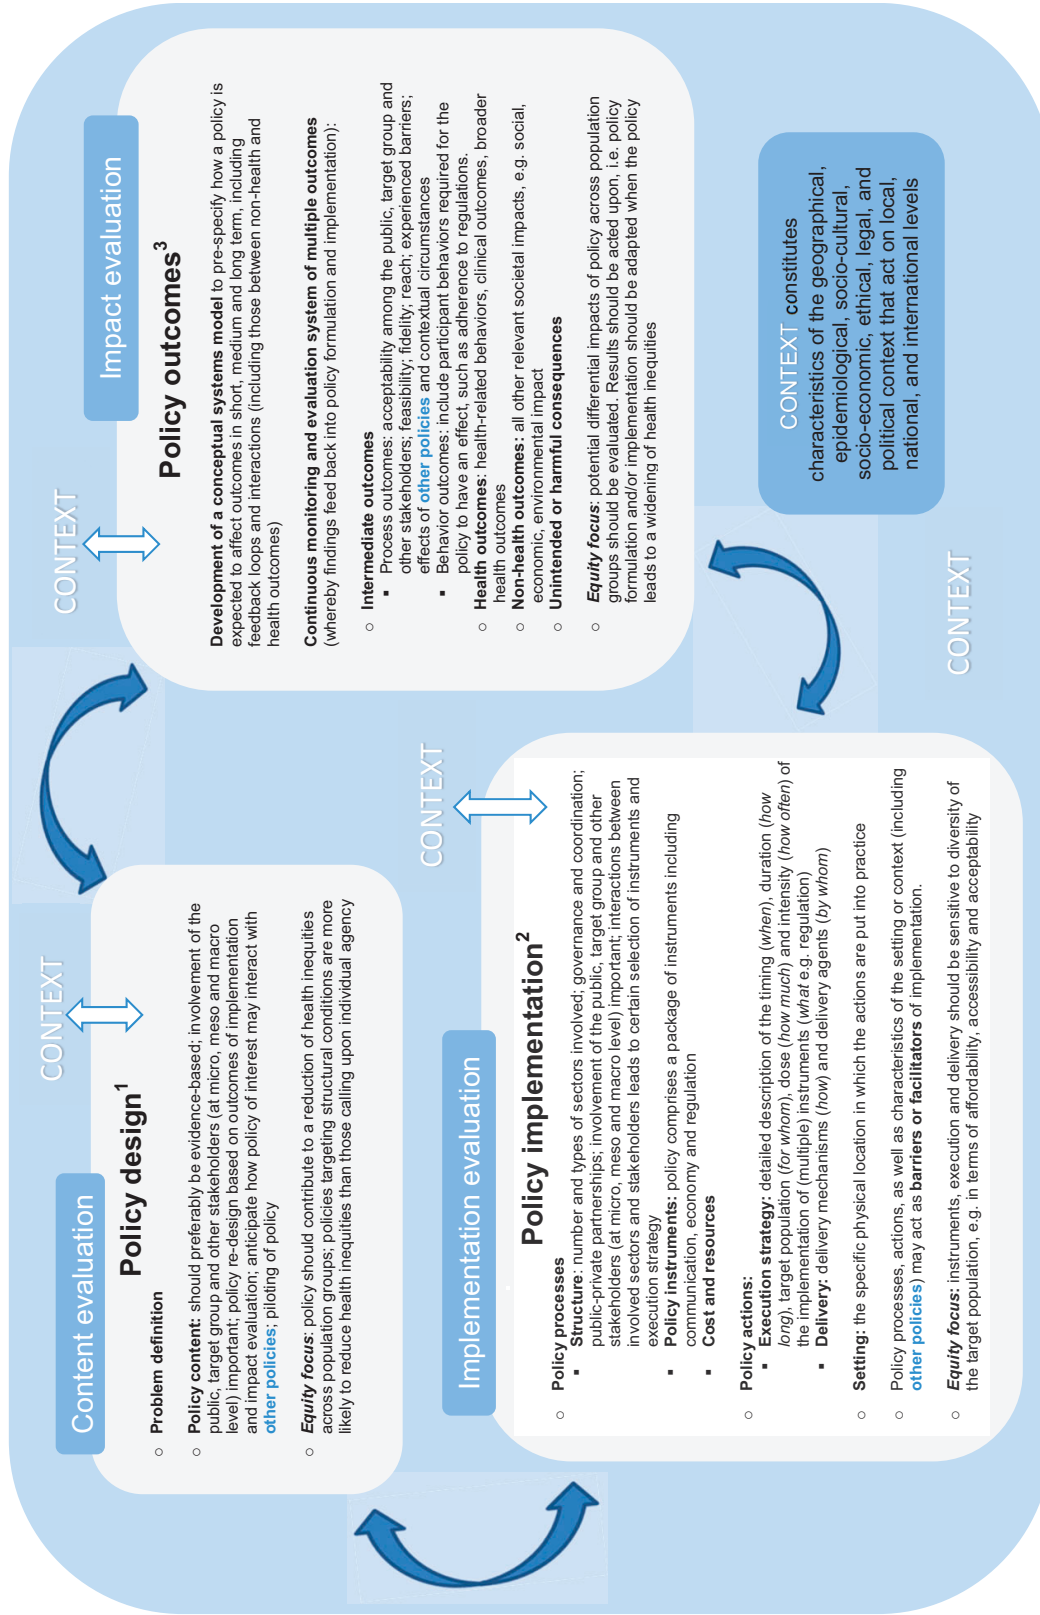 CONTEXT
Content evaluation
Policy design1
○ Problem definition
○ Policy content: should preferably be evidence-based; involvement of the
public, target group and other stakeholders (at micro, meso and macro
level) important; policy re-design based on outcomes of implementation
and impact evaluation; anticipate how policy of interest may interact with
other policies; piloting of policy
○ Equity focus: policy should contribute to a reduction of health inequities
across population groups; policies targeting structural conditions are more
likely to reduce health inequities than those calling upon individual agency
CONTEXT
Impact evaluation
Policy outcomes3
Development of a conceptual systems model to pre-specify how a policy is
expected to affect outcomes in short, medium and long term, including
feedback loops and interactions (including those between non-health and
health outcomes)
Continuous monitoring and evaluation system of multiple outcomes
(whereby findings feed back into policy formulation and implementation):
○ Intermediate outcomes
▪ Process outcomes: acceptability among the public, target group and
other stakeholders; feasibility; fidelity; reach; experienced barriers;
effects of other policies and contextual circumstances
▪ Behavior outcomes: include participant behaviors required for the
policy to have an effect, such as adherence to regulations.
○ Health outcomes: health-related behaviors, clinical outcomes, broader
health outcomes
○ Non-health outcomes: all other relevant societal impacts, e.g. social,
economic, environmental impact
○ Unintended or harmful consequences
○ Equity focus: potential differential impacts of policy across population
groups should be evaluated. Results should be acted upon, i.e. policy
formulation and/or implementation should be adapted when the policy
leads to a widening of health inequities
CONTEXT
Implementation evaluation
Policy implementation2
○ Policy processes
▪ Structure: number and types of sectors involved; governance and coordination;
public-private partnerships; involvement of the public, target group and other
stakeholders (at micro, meso and macro level) important; interactions between
involved sectors and stakeholders leads to certain selection of instruments and
execution strategy
▪ Policy instruments: policy comprises a package of instruments including
communication, economy and regulation
▪ Cost and resources
○ Policy actions:
▪ Execution strategy: detailed description of the timing (when), duration (how
long), target population (for whom), dose (how much) and intensity (how often) of
the implementation of (multiple) instruments (what e.g. regulation)
▪ Delivery: delivery mechanisms (how) and delivery agents (by whom)
○ Setting: the specific physical location in which the actions are put into practice
○ Policy processes, actions, as well as characteristics of the setting or context (including
other policies) may act as barriers or facilitators of implementation.
○ Equity focus: instruments, execution and delivery should be sensitive to diversity of
the target population, e.g. in terms of affordability, accessibility and acceptability
CONTEXT constitutes
characteristics of the geographical,
epidemiological, socio-cultural,
socio-economic, ethical, legal, and
political context that act on local,
national, and international levels
CONTEXT